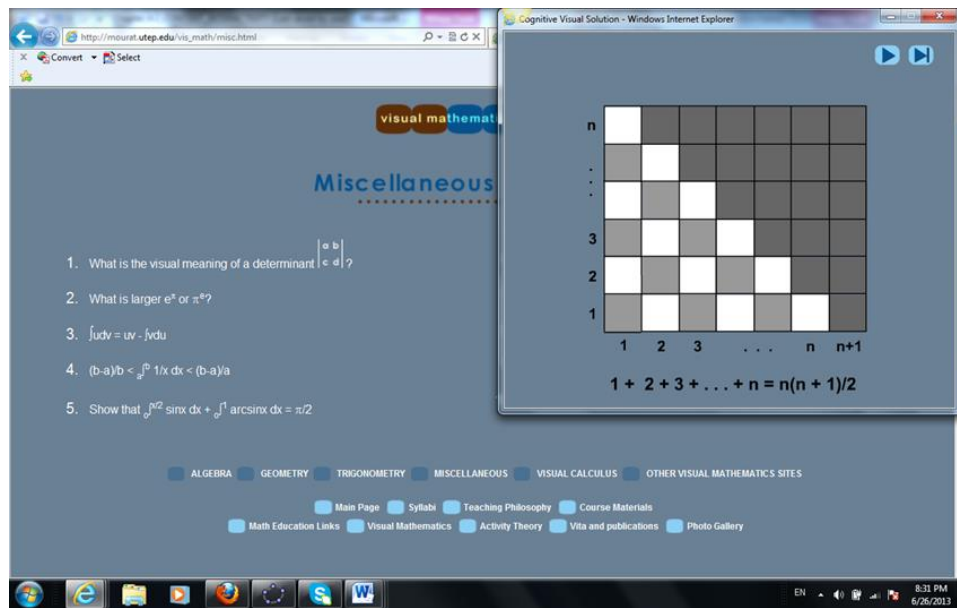 Cognitive Visual Solution - Windows Internet Explorer
http://mourat.utep.edu/vis_math/misc.html
x Convert Select
visual mathemat
Miscellaneous
1. What is the visual meaning of a determinant |a b c d| ?
2. What is larger eᵖ or πᵉ?
3. ∫udv = uv - ∫vdu
4. (b-a)/b < ₐ∫ᵇ 1/x dx < (b-a)/a
5. Show that ₀∫π/2 sinx dx + ₀∫¹ arcsinx dx = π/2
n
.
.
.
3
2
1
1 2 3 . . . n n+1
1 + 2 + 3 + . . . + n = n(n + 1)/2
ALGEBRA GEOMETRY TRIGONOMETRY MISCELLANEOUS VISUAL CALCULUS OTHER VISUAL MATHEMATICS SITES
Main Page Syllabi Teaching Philosophy Course Materials
Math Education Links Visual Mathematics Activity Theory Vita and publications Photo Gallery
EN 8:31 PM
6/26/2013